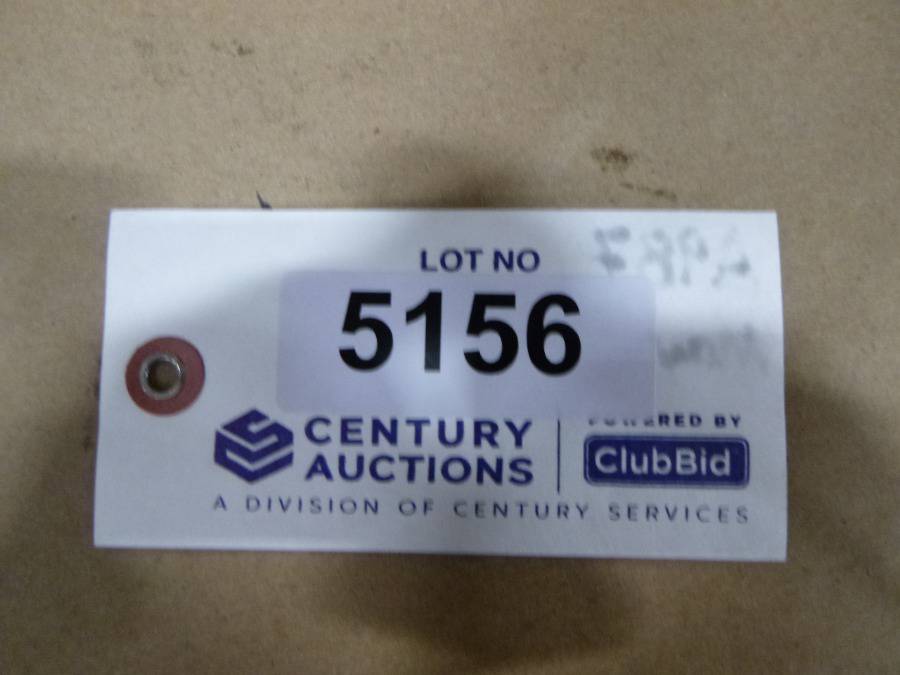 LOT NO
5156
CENTURY
AUCTIONS
POWERED BY
ClubBid
A DIVISION OF CENTURY SERVICES